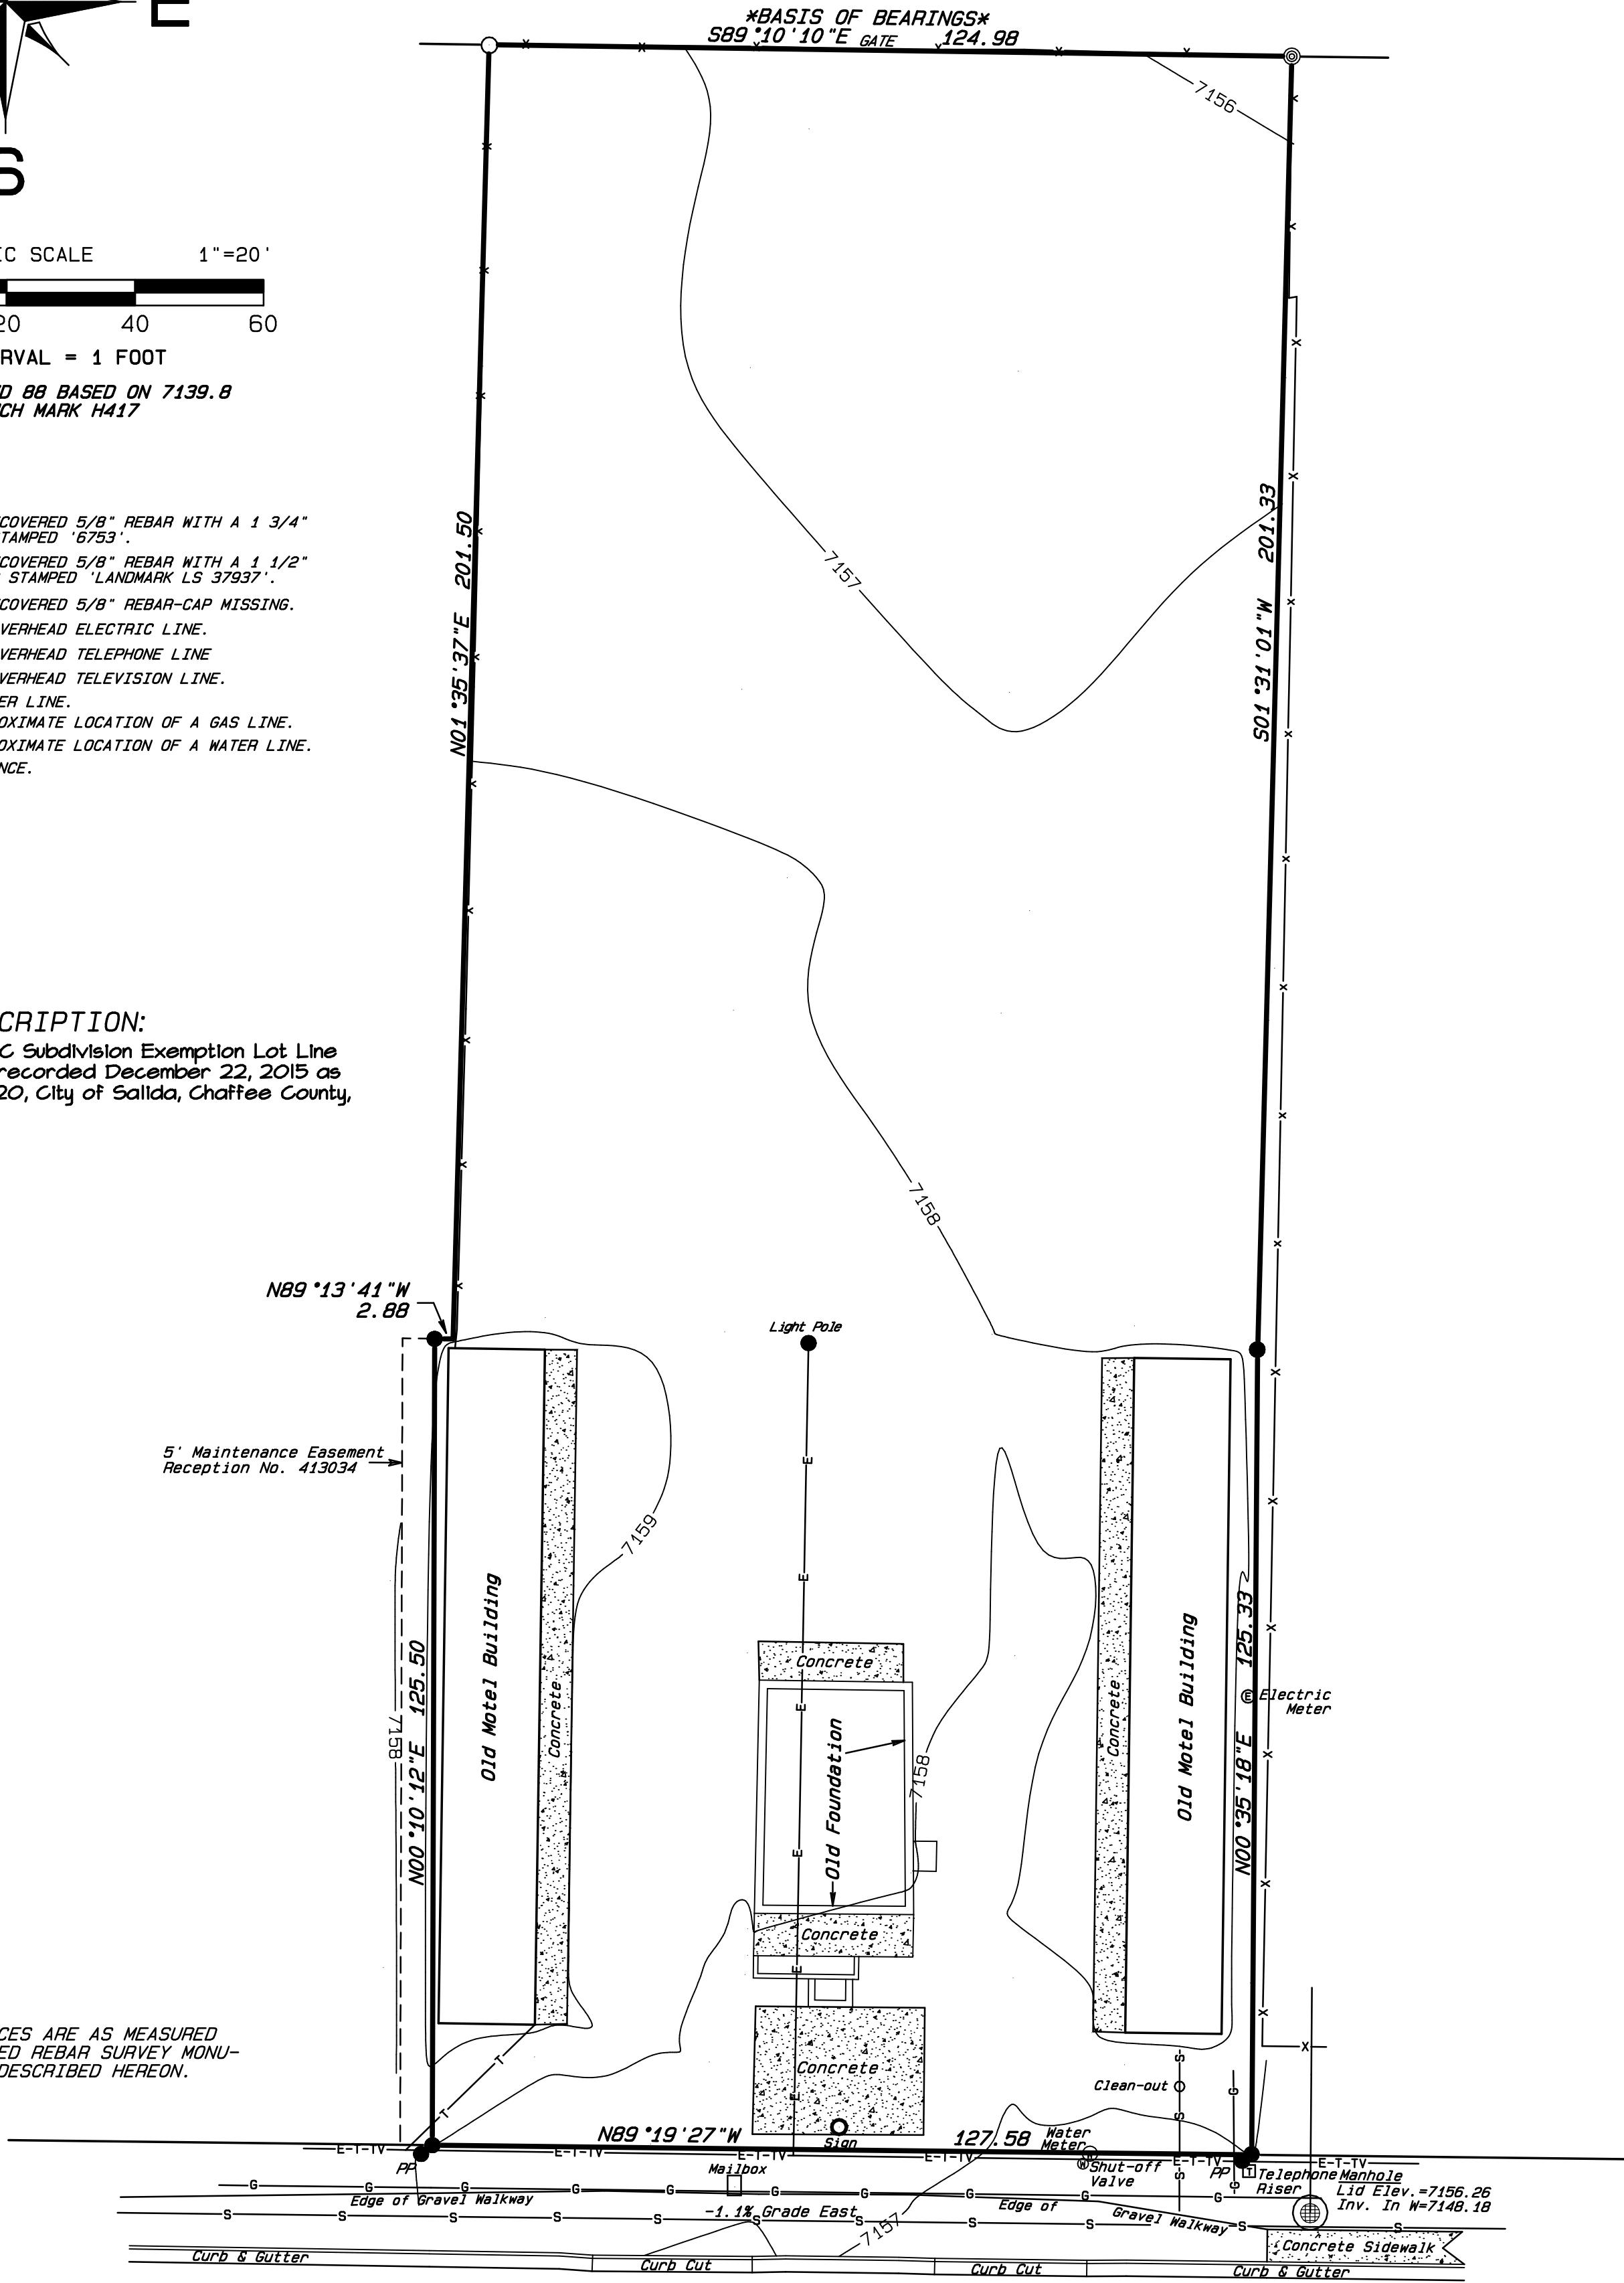 E
*BASIS OF BEARINGS*
S89°10'10"E GATE 124.98
7156
S
IC SCALE 1"=20'
20 40 60
RVAL = 1 FOOT
D 88 BASED ON 7139.8
CH MARK H417
COVERED 5/8" REBAR WITH A 1 3/4"
TAMPED '6753'.
COVERED 5/8" REBAR WITH A 1 1/2"
STAMPED 'LANDMARK LS 37937'.
COVERED 5/8" REBAR-CAP MISSING.
VERHEAD ELECTRIC LINE.
VERHEAD TELEPHONE LINE
VERHEAD TELEVISION LINE.
ER LINE.
OXIMATE LOCATION OF A GAS LINE.
OXIMATE LOCATION OF A WATER LINE.
NCE.
N01°35'37"E 201.50
7157
S01°31'01"W 201.33
CRIPTION:
C Subdivision Exemption Lot Line
recorded December 22, 2015 as
20, City of Salida, Chaffee County,
7158
N89°13'41"W
2.88
Light Pole
5' Maintenance Easement
Reception No. 413034
7159
7158
N00°10'12"E 125.50
Old Motel Building
Concrete
Concrete
Old Foundation
7158
Concrete
Concrete
Concrete
Old Motel Building
N00°35'18"E 125.33
Electric
Meter
CES ARE AS MEASURED
ED REBAR SURVEY MONU-
DESCRIBED HEREON.
Clean-out
N89°19'27"W 127.58
Sign
Water
Meter
E-T-TV E-T-TV E-T-TV E-T-TV E-T-TV E-T-TV
PP
Mailbox
Shut-off
Valve
PP
Telephone
Riser
Manhole
Lid Elev.=7156.26
Inv. In W=7148.18
Edge of Gravel Walkway
-1.1% Grade East
Edge of Gravel Walkway
7157
Concrete Sidewalk
Curb & Gutter
Curb Cut
Curb Cut
Curb & Gutter